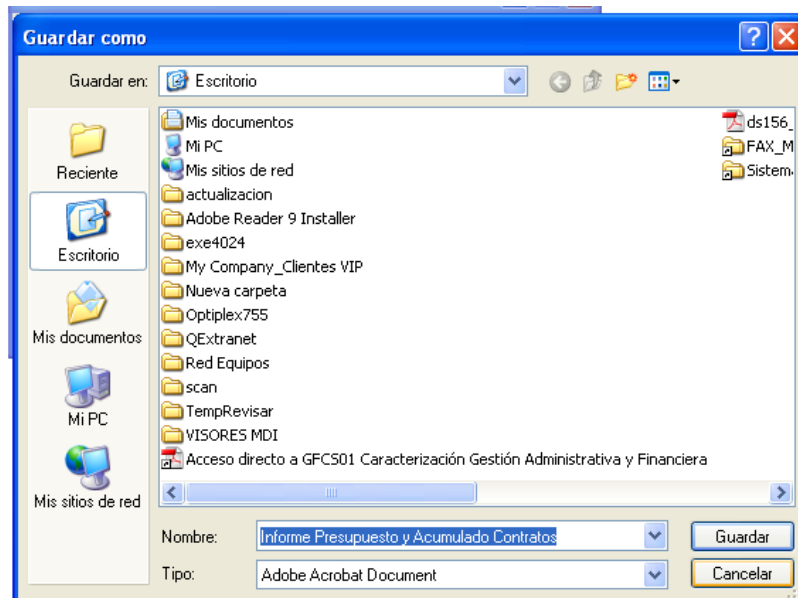 Guardar como
Guardar en:
Escritorio
Reciente
Escritorio
Mis documentos
Mi PC
Mis sitios de red
Mis documentos
Mi PC
Mis sitios de red
actualizacion
Adobe Reader 9 Installer
exe4024
My Company_Clientes VIP
Nueva carpeta
Optiplex755
QExtranet
Red Equipos
scan
TempRevisar
VISORES MDI
Acceso directo a GFCS01 Caracterización Gestión Administrativa y Financiera
ds156_
FAX_M
Sistem
Nombre:
Informe Presupuesto y Acumulado Contratos
Guardar
Tipo:
Adobe Acrobat Document
Cancelar